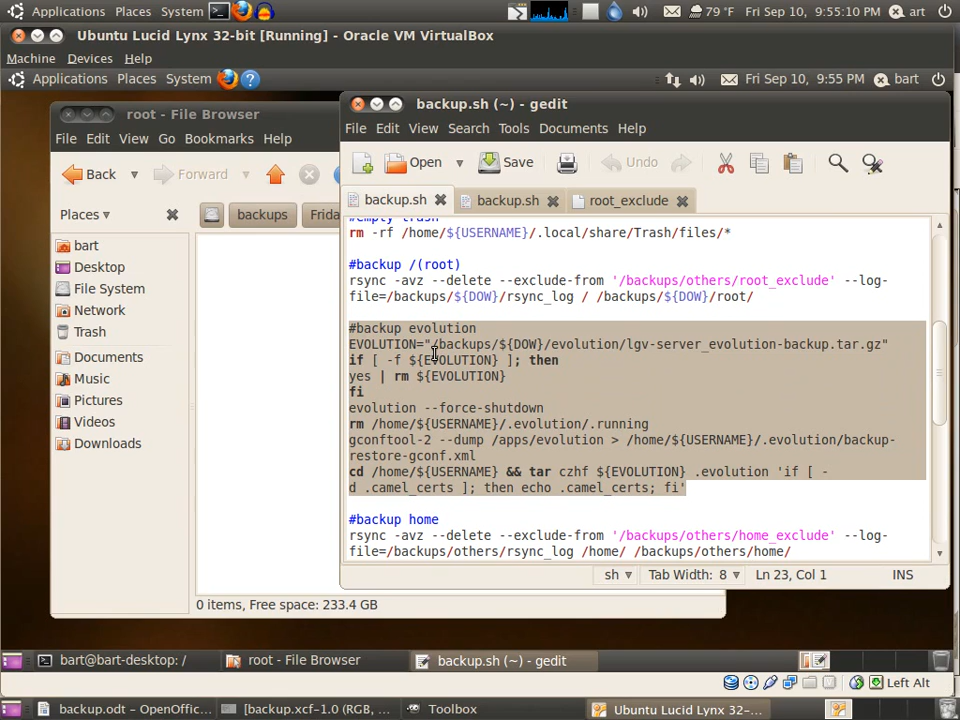 Applications Places System 79 °F Fri Sep 10, 9:55:10 PM art
Ubuntu Lucid Lynx 32-bit [Running] - Oracle VM VirtualBox
Machine Devices Help
Applications Places System Fri Sep 10, 9:55 PM bart
root - File Browser
File Edit View Go Bookmarks Help
Back Forward
Places backups Frida
bart
Desktop
File System
Network
Trash
Documents
Music
Pictures
Videos
Downloads
0 items, Free space: 233.4 GB
backup.sh (~) - gedit
File Edit View Search Tools Documents Help
Open Save Undo
backup.sh backup.sh root_exclude
#empty trash
rm -rf /home/${USERNAME}/.local/share/Trash/files/*
#backup /(root)
rsync -avz --delete --exclude-from '/backups/others/root_exclude' --log-
file=/backups/${DOW}/rsync_log / /backups/${DOW}/root/
#backup evolution
EVOLUTION="/backups/${DOW}/evolution/lgv-server_evolution-backup.tar.gz"
if [ -f ${EVOLUTION} ]; then
yes | rm ${EVOLUTION}
fi
evolution --force-shutdown
rm /home/${USERNAME}/.evolution/.running
gconftool-2 --dump /apps/evolution > /home/${USERNAME}/.evolution/backup-
restore-gconf.xml
cd /home/${USERNAME} && tar czhf ${EVOLUTION} .evolution 'if [ -
d .camel_certs ]; then echo .camel_certs; fi'
#backup home
rsync -avz --delete --exclude-from '/backups/others/home_exclude' --log-
file=/backups/others/rsync_log /home/ /backups/others/home/
sh Tab Width: 8 Ln 23, Col 1 INS
bart@bart-desktop: / root - File Browser backup.sh (~) - gedit
Left Alt
backup.odt - OpenOffic... [backup.xcf-1.0 (RGB, ... Toolbox Ubuntu Lucid Lynx 32-...